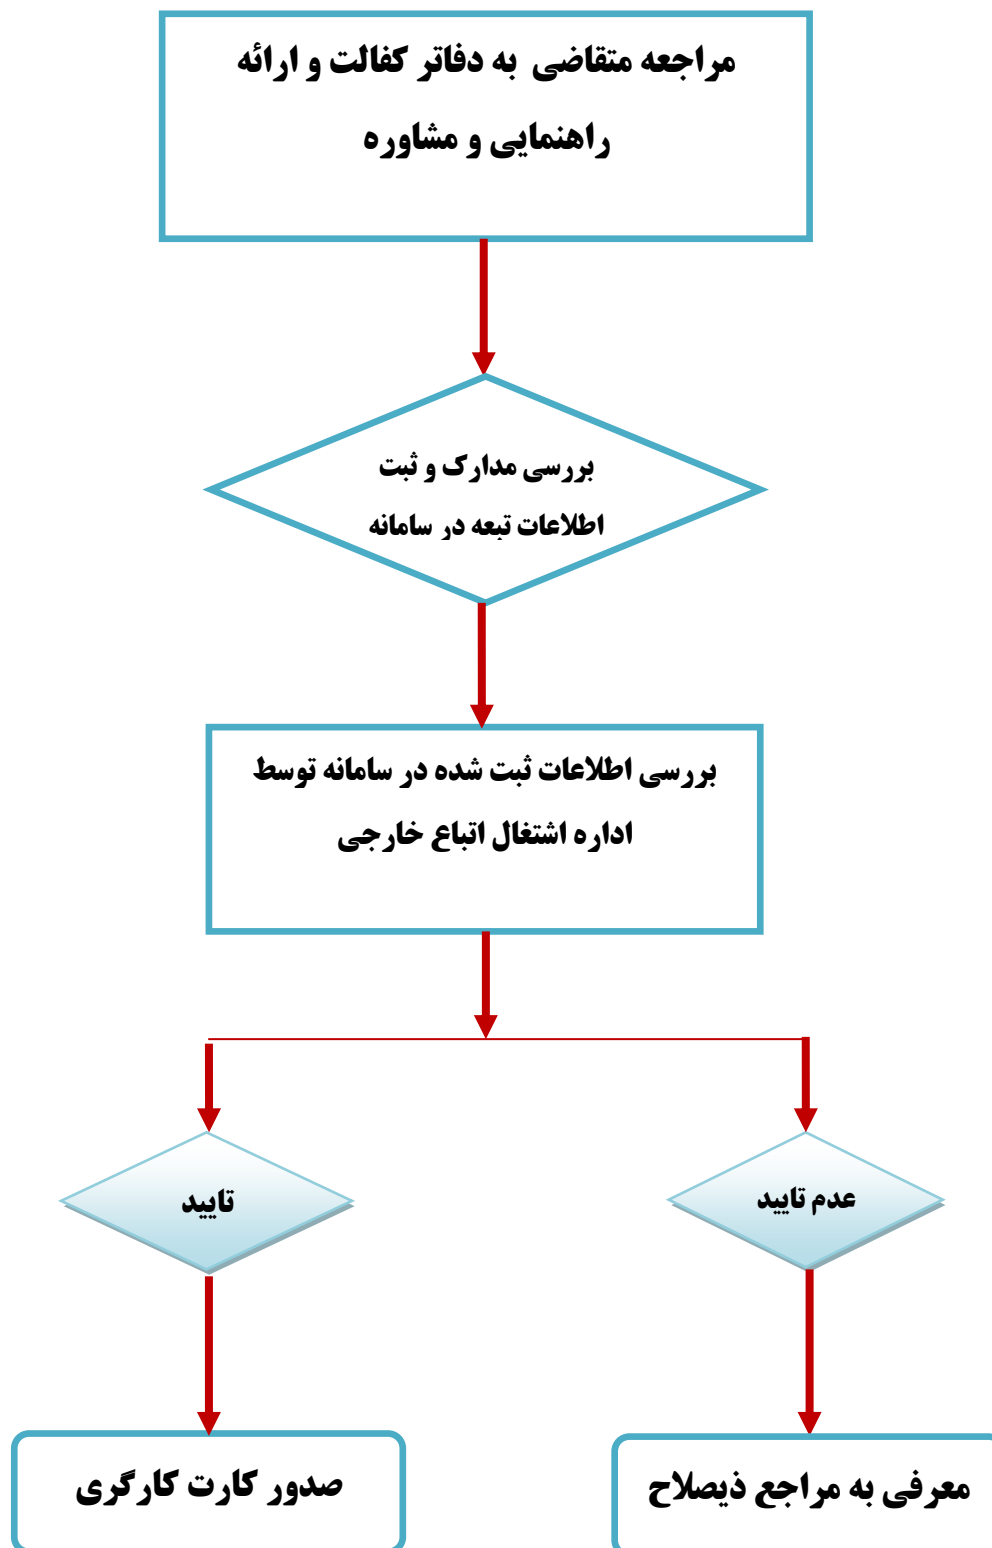 مراجعه متقاضی به دفاتر کفالت و ارائه
راهنمایی و مشاوره
بررسی مدارک و ثبت
اطلاعات تبعه در سامانه
بررسی اطلاعات ثبت شده در سامانه توسط
اداره اشتغال اتباع خارجی
عدم تایید
تایید
معرفی به مراجع ذیصلاح
صدور کارت کارگری